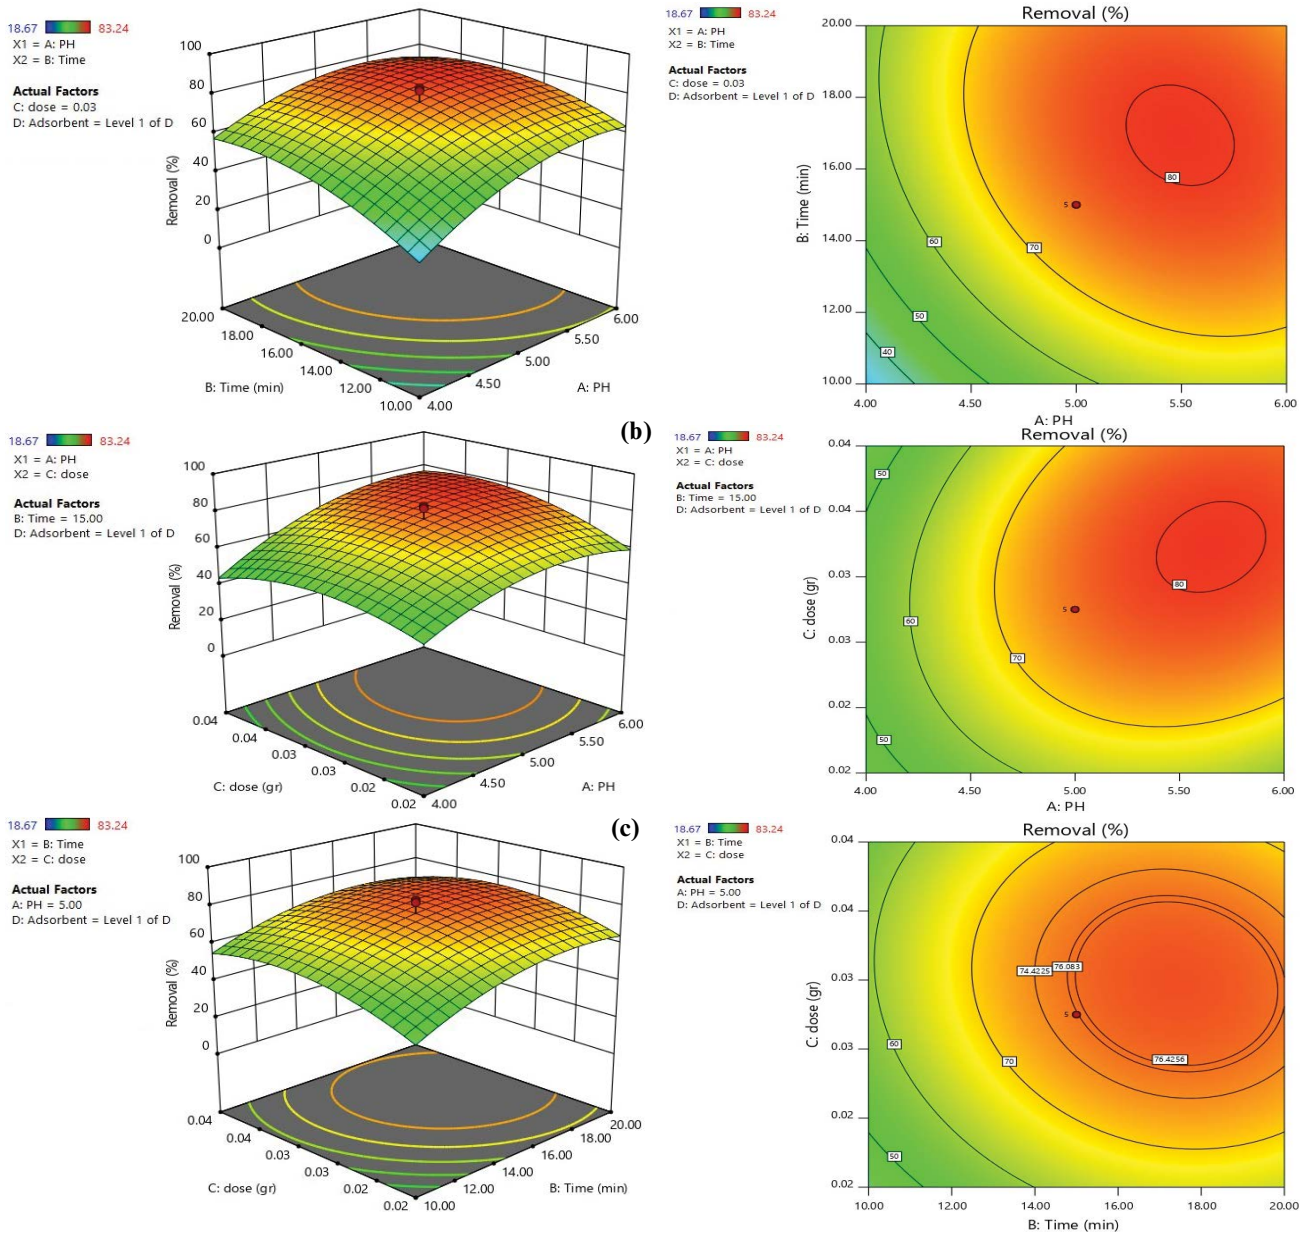 18.67 83.24
X1 = A: PH
X2 = B: Time
Actual Factors
C: dose = 0.03
D: Adsorbent = Level 1 of D
Removal (%)
100
80
60
40
20
0
20.00
18.00
16.00
14.00
12.00
10.00
B: Time (min)
4.00
4.50
5.00
5.50
6.00
A: PH
18.67 83.24
X1 = A: PH
X2 = B: Time
Actual Factors
C: dose = 0.03
D: Adsorbent = Level 1 of D
Removal (%)
B: Time (min)
20.00
18.00
16.00
14.00
12.00
10.00
80
5
60
70
50
40
4.00 4.50 5.00 5.50 6.00
A: PH
(b)
18.67 83.24
X1 = A: PH
X2 = C: dose
Actual Factors
B: Time = 15.00
D: Adsorbent = Level 1 of D
Removal (%)
100
80
60
40
20
0
0.04
0.04
0.03
0.03
0.02
0.02
C: dose (gr)
4.00
4.50
5.00
5.50
6.00
A: PH
18.67 83.24
X1 = A: PH
X2 = C: dose
Actual Factors
B: Time = 15.00
D: Adsorbent = Level 1 of D
Removal (%)
C: dose (gr)
0.04
0.04
0.03
0.03
0.02
0.02
50
80
5
60
70
50
4.00 4.50 5.00 5.50 6.00
A: PH
(c)
18.67 83.24
X1 = B: Time
X2 = C: dose
Actual Factors
A: PH = 5.00
D: Adsorbent = Level 1 of D
Removal (%)
100
80
60
40
20
0
0.04
0.04
0.03
0.03
0.02
0.02
C: dose (gr)
10.00
12.00
14.00
16.00
18.00
20.00
B: Time (min)
18.67 83.24
X1 = B: Time
X2 = C: dose
Actual Factors
A: PH = 5.00
D: Adsorbent = Level 1 of D
Removal (%)
C: dose (gr)
0.04
0.04
0.03
0.03
0.02
0.02
74.4225 76.083
5
60
70
76.4256
50
10.00 12.00 14.00 16.00 18.00 20.00
B: Time (min)